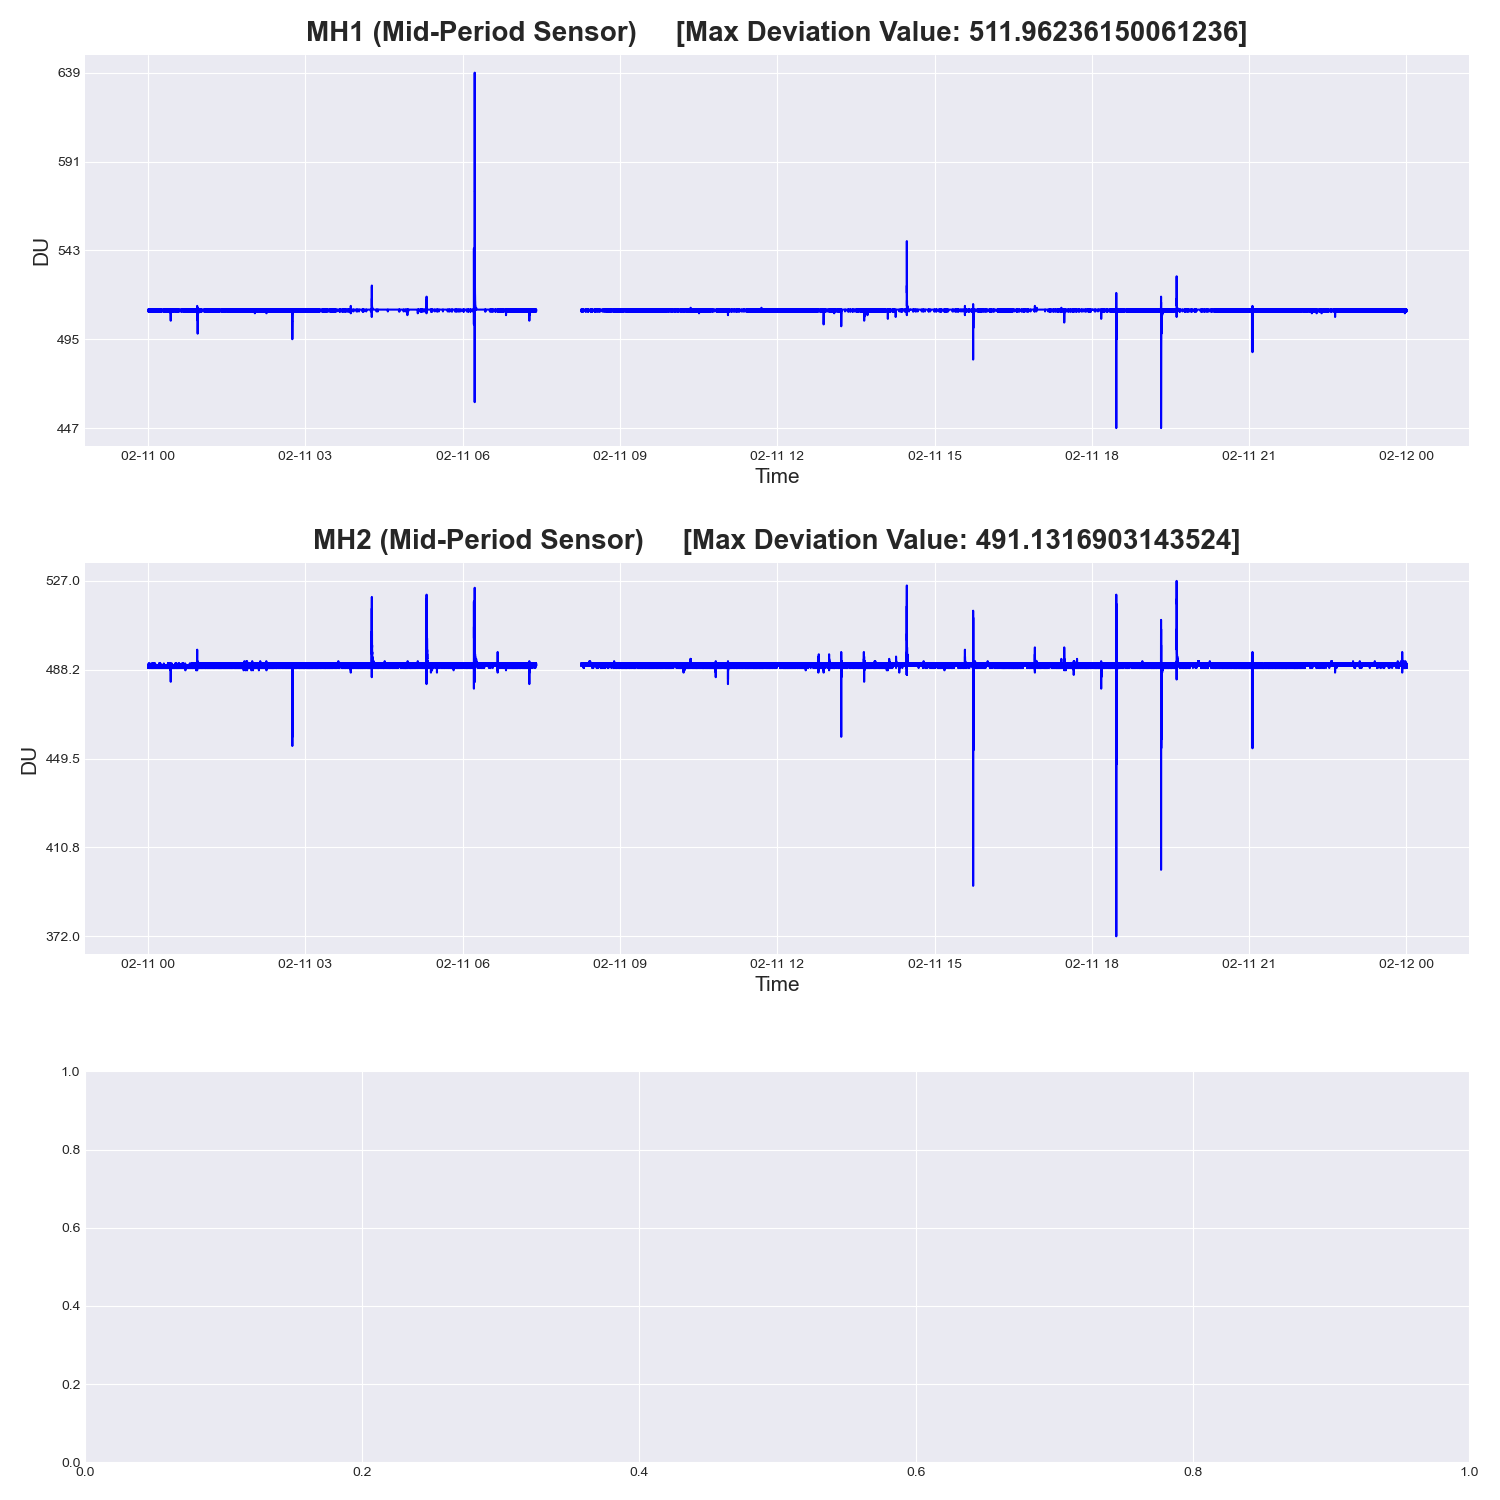 MH1 (Mid-Period Sensor) [Max Deviation Value: 511.96236150061236]
639
591
543
495
447
DU
02-11 00 02-11 03 02-11 06 02-11 09 02-11 12 02-11 15 02-11 18 02-11 21 02-12 00
Time
MH2 (Mid-Period Sensor) [Max Deviation Value: 491.1316903143524]
527.0
488.2
449.5
410.8
372.0
DU
02-11 00 02-11 03 02-11 06 02-11 09 02-11 12 02-11 15 02-11 18 02-11 21 02-12 00
Time
1.0
0.8
0.6
0.4
0.2
0.0
0.0 0.2 0.4 0.6 0.8 1.0